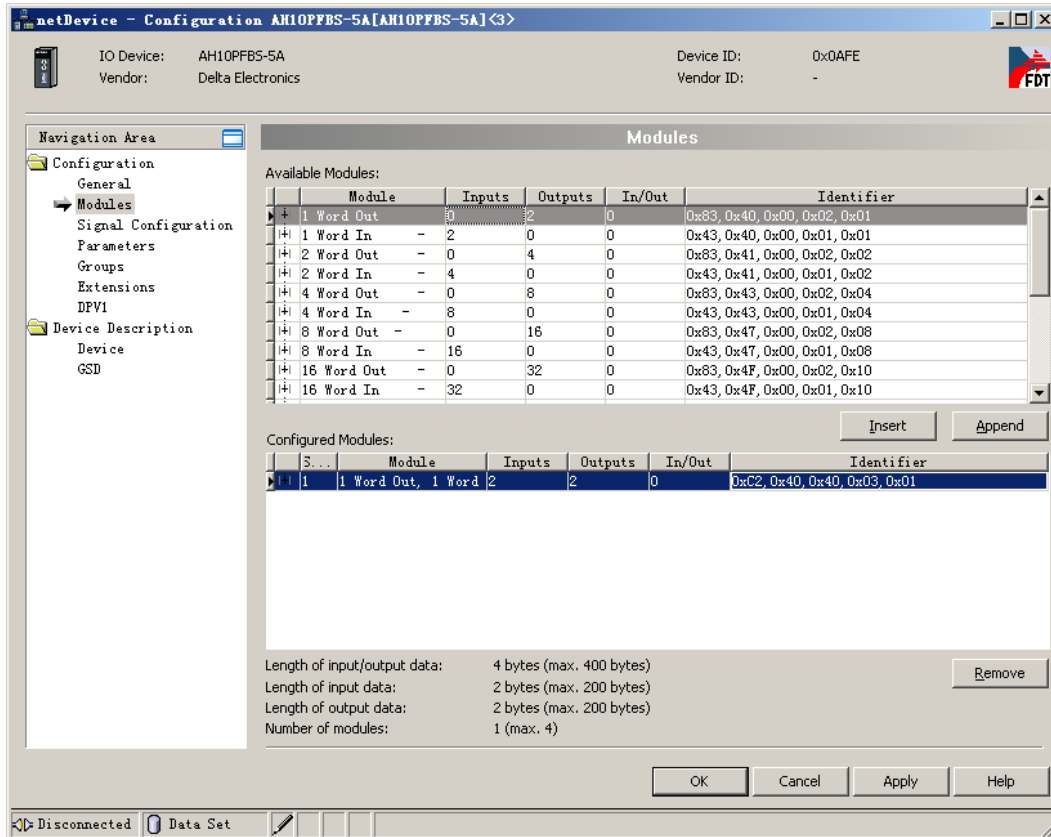 netDevice - Configuration AH10PFBS-5A[AH10PFBS-5A]<3>
IO Device: AH10PFBS-5A Device ID: 0x0AFE
Vendor: Delta Electronics Vendor ID: -
FDT
Navigation Area
Configuration
General
Modules
Signal Configuration
Parameters
Groups
Extensions
DPV1
Device Description
Device
GSD
Modules
Available Modules:
Module Inputs Outputs In/Out Identifier
1 Word Out 0 2 0 0x83, 0x40, 0x00, 0x02, 0x01
1 Word In - 2 0 0 0x43, 0x40, 0x00, 0x01, 0x01
2 Word Out - 0 4 0 0x83, 0x41, 0x00, 0x02, 0x02
2 Word In - 4 0 0 0x43, 0x41, 0x00, 0x01, 0x02
4 Word Out - 0 8 0 0x83, 0x43, 0x00, 0x02, 0x04
4 Word In - 8 0 0 0x43, 0x43, 0x00, 0x01, 0x04
8 Word Out - 0 16 0 0x83, 0x47, 0x00, 0x02, 0x08
8 Word In - 16 0 0 0x43, 0x47, 0x00, 0x01, 0x08
16 Word Out - 0 32 0 0x83, 0x4F, 0x00, 0x02, 0x10
16 Word In - 32 0 0 0x43, 0x4F, 0x00, 0x01, 0x10
Insert Append
Configured Modules:
S... Module Inputs Outputs In/Out Identifier
1 1 Word Out, 1 Word 2 2 0 0xC2, 0x40, 0x40, 0x03, 0x01
Length of input/output data: 4 bytes (max. 400 bytes)
Length of input data: 2 bytes (max. 200 bytes)
Length of output data: 2 bytes (max. 200 bytes)
Number of modules: 1 (max. 4)
Remove
OK Cancel Apply Help
Disconnected Data Set